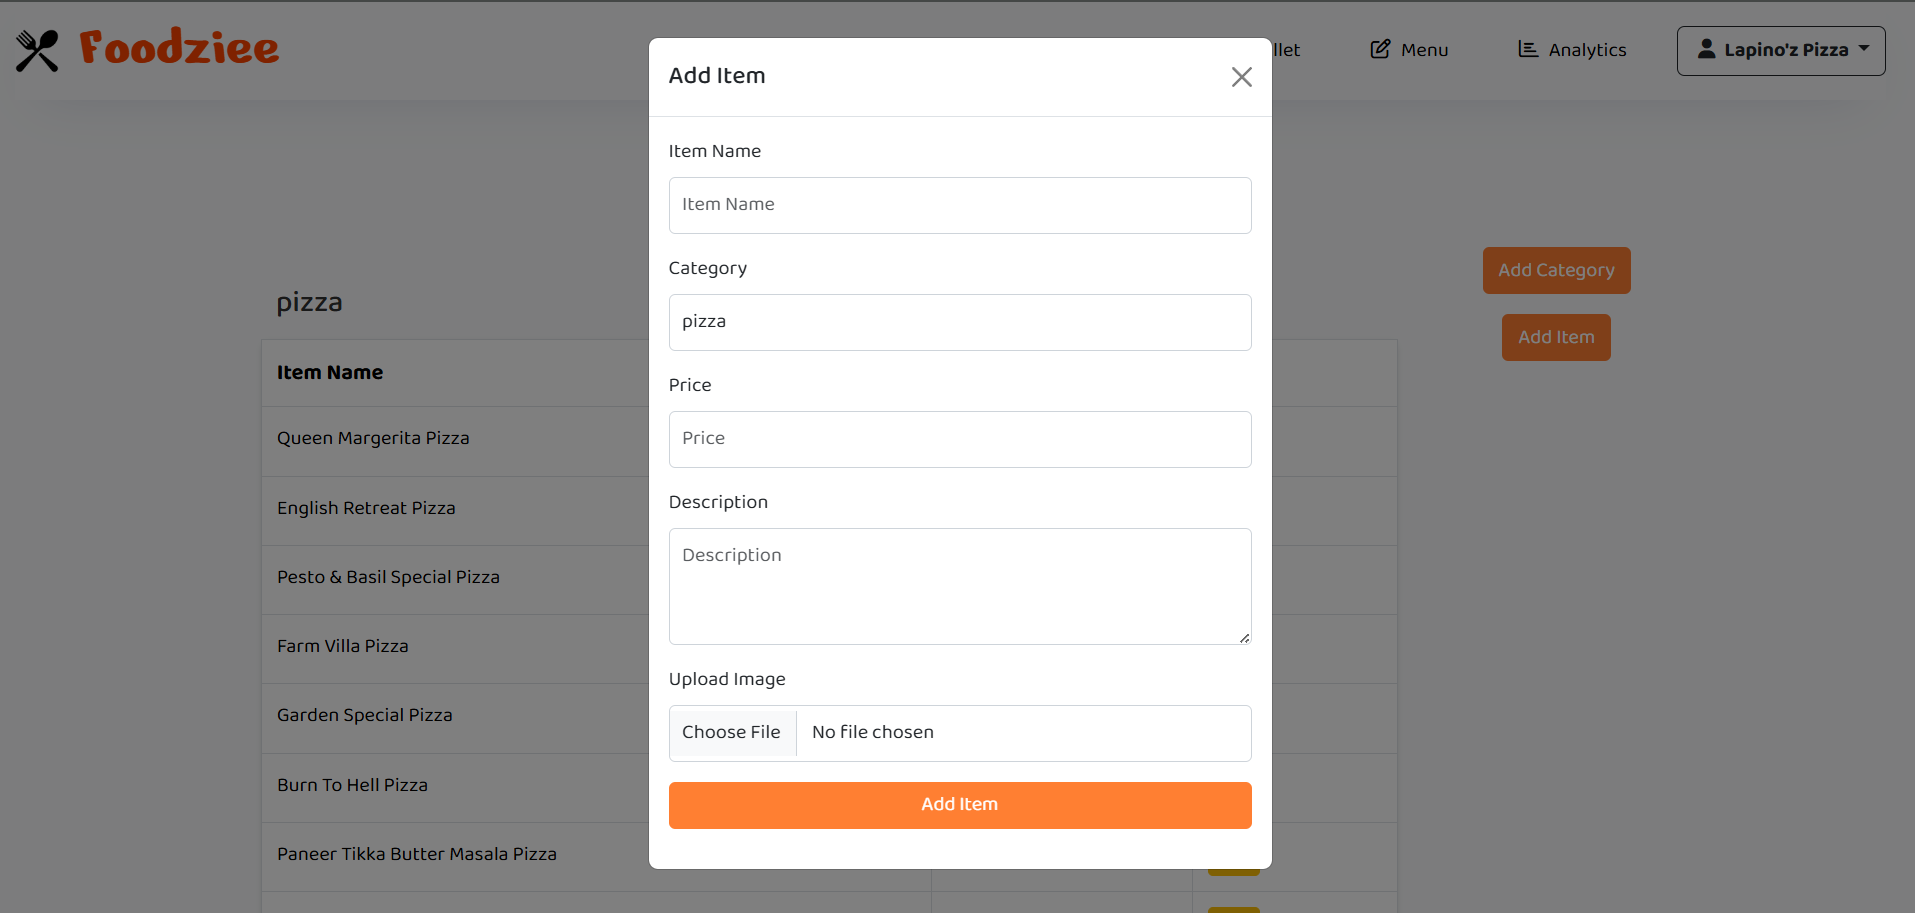 Foodziee
Menu
Analytics
Lapino'z Pizza
Add Item
Item Name
Item Name
Category
pizza
Price
Price
Description
Description
Upload Image
Choose File No file chosen
Add Item
Add Category
Add Item
pizza
Item Name
Queen Margerita Pizza
English Retreat Pizza
Pesto & Basil Special Pizza
Farm Villa Pizza
Garden Special Pizza
Burn To Hell Pizza
Paneer Tikka Butter Masala Pizza